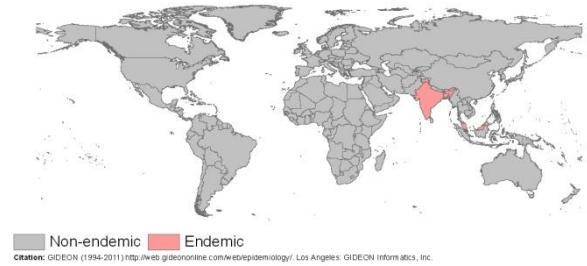 Non-endemic Endemic
Citation: GIDEON (1994-2011) http://web.gideononline.com/web/epidemiology/. Los Angeles: GIDEON Informatics, Inc.